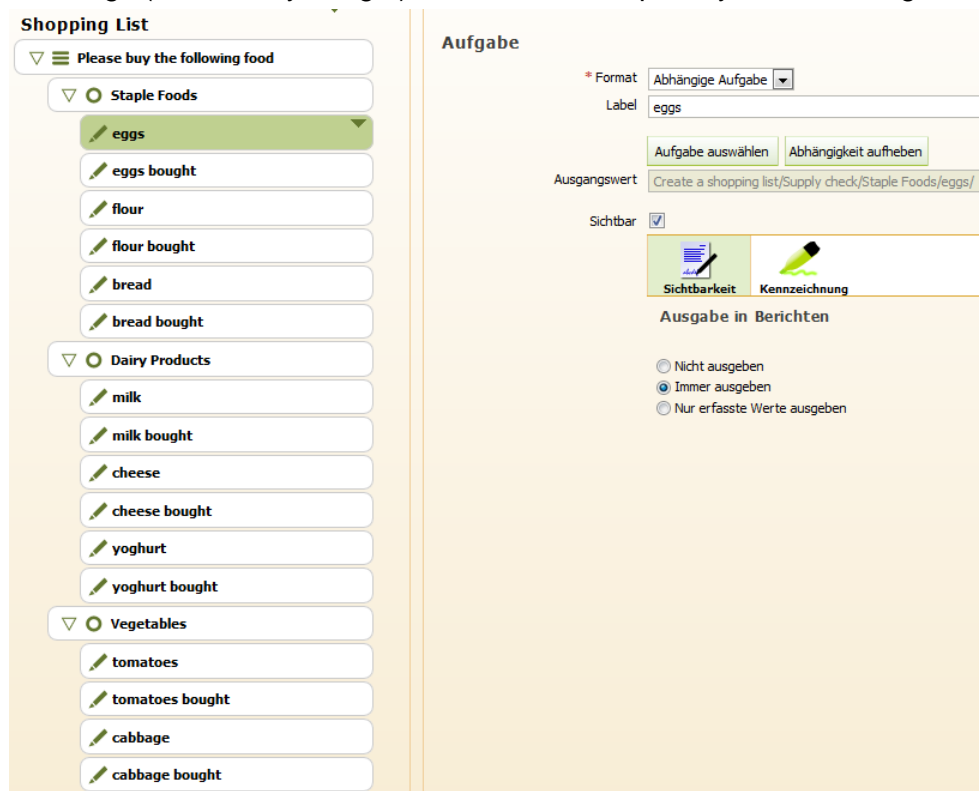 Shopping List
Please buy the following food
Staple Foods
eggs
eggs bought
flour
flour bought
bread
bread bought
Dairy Products
milk
milk bought
cheese
cheese bought
yoghurt
yoghurt bought
Vegetables
tomatoes
tomatoes bought
cabbage
cabbage bought
Aufgabe
* Format Abhängige Aufgabe
Label eggs
Aufgabe auswählen Abhängigkeit aufheben
Ausgangswert Create a shopping list/Supply check/Staple Foods/eggs/
Sichtbar
Sichtbarkeit Kennzeichnung
Ausgabe in Berichten
Nicht ausgeben
Immer ausgeben
Nur erfasste Werte ausgeben